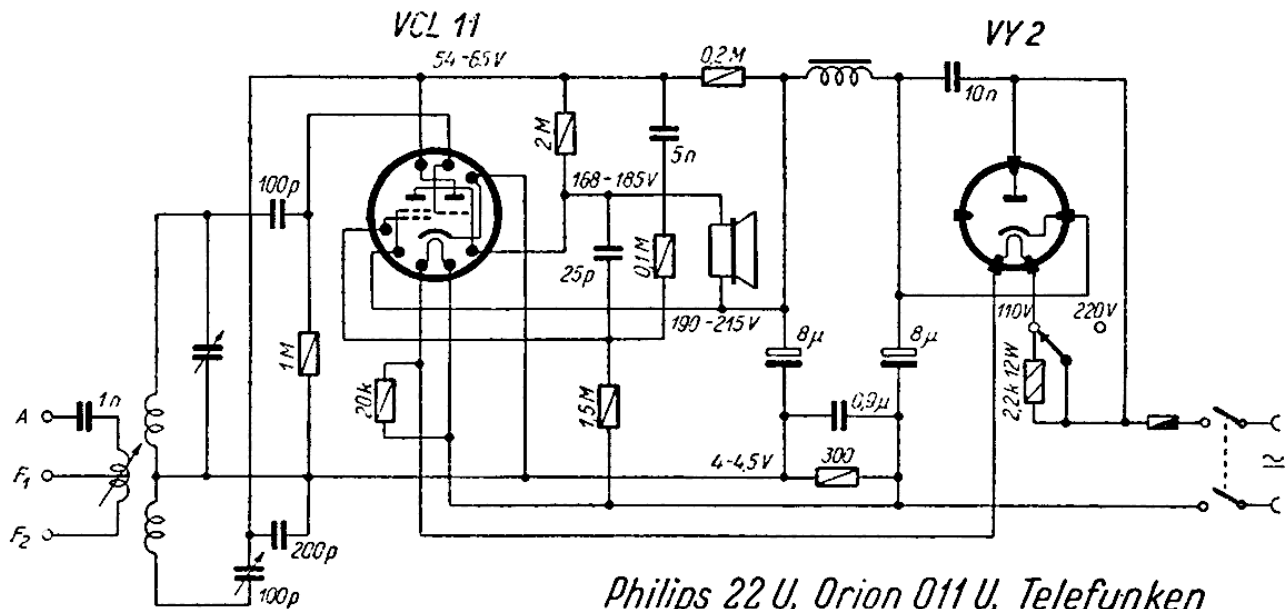 VCL 11
VY 2
54-65V
0,2M
10n
2M
5n
100p
168-185V
25p
0,1M
190-215V
110V
220V
8µ
8µ
1M
20k
1,5M
0,9µ
2,2k 12W
A
1n
F1
4-4,5V
300
F2
200p
100p
Philips 22 U, Orion 011 U, Telefunken